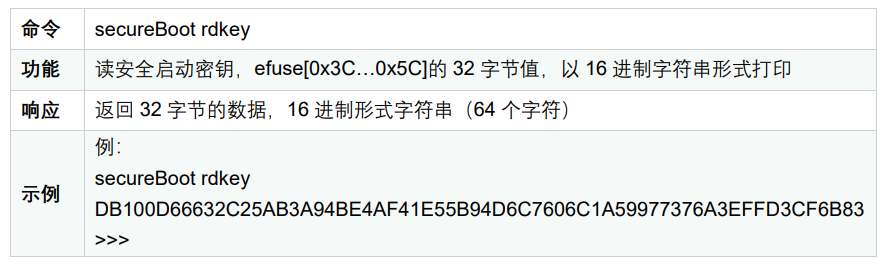 命令 secureBoot rdkey
功能 读安全启动密钥，efuse[0x3C…0x5C]的 32 字节值，以 16 进制字符串形式打印
响应 返回 32 字节的数据，16 进制形式字符串（64 个字符）
示例 例：
secureBoot rdkey
DB100D66632C25AB3A94BE4AF41E55B94D6C7606C1A59977376A3EFFD3CF6B83
>>>